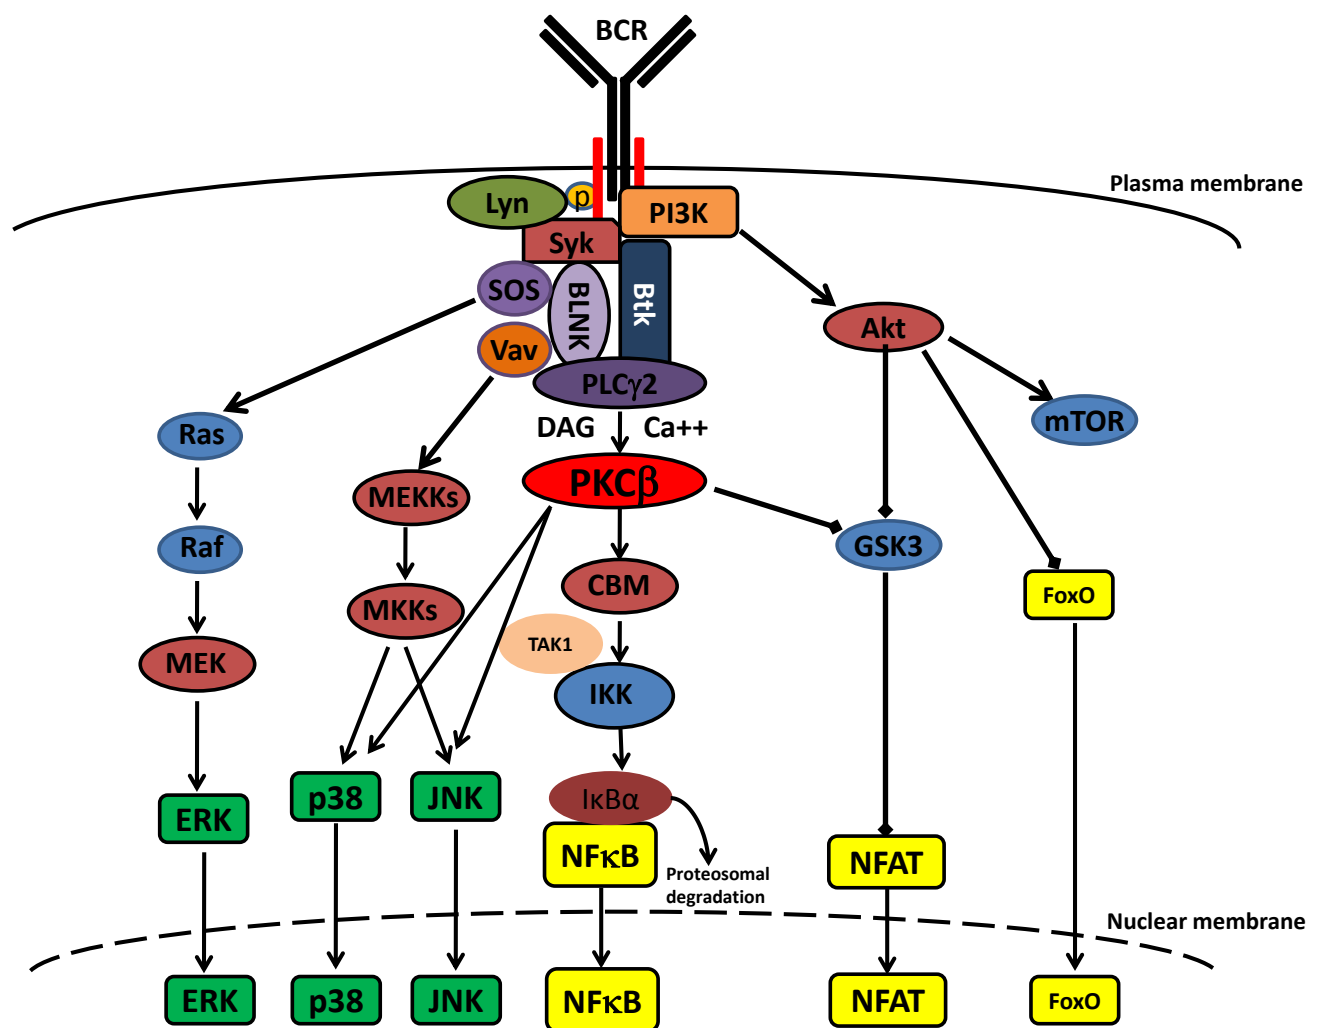 BCR
Plasma membrane
Lyn
p
PI3K
Syk
SOS
BLNK
Btk
Vav
Akt
PLCγ2
mTOR
DAG
Ca++
Ras
PKCβ
MEKKs
Raf
GSK3
CBM
FoxO
MKKs
TAK1
MEK
IKK
p38
JNK
IκBα
ERK
NFκB
NFAT
Proteosomal
degradation
Nuclear membrane
ERK
p38
JNK
NFκB
NFAT
FoxO